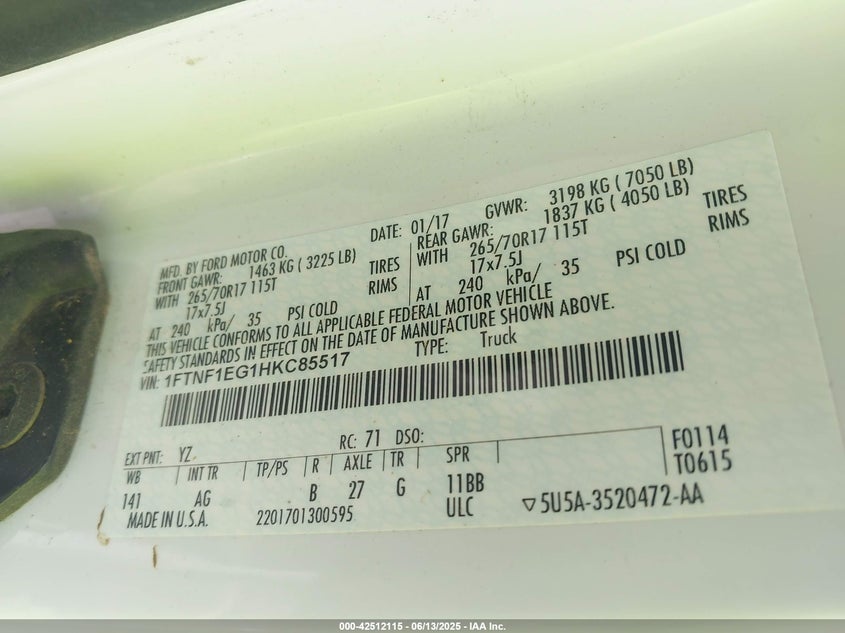 MFD. BY FORD MOTOR CO. DATE: 01/17 GVWR: 3198 KG ( 7050 LB)
FRONT GAWR: 1463 KG ( 3225 LB) REAR GAWR: 1837 KG ( 4050 LB)
WITH 265/70R17 115T TIRES WITH 265/70R17 115T TIRES
17x7.5J RIMS 17x7.5J RIMS
AT 240 kPa/ 35 PSI COLD AT 240 kPa/ 35 PSI COLD
THIS VEHICLE CONFORMS TO ALL APPLICABLE FEDERAL MOTOR VEHICLE
SAFETY STANDARDS IN EFFECT ON THE DATE OF MANUFACTURE SHOWN ABOVE.
VIN: 1FTNF1EG1HKC85517 TYPE: Truck
EXT PNT: YZ RC: 71 DSO: F0114
WB INT TR TP/PS R AXLE TR SPR T0615
141 AG B 27 G 11BB
MADE IN U.S.A. 2201701300595 ULC ▽5U5A-3520472-AA
000-42512115 - 06/13/2025 - IAA Inc.